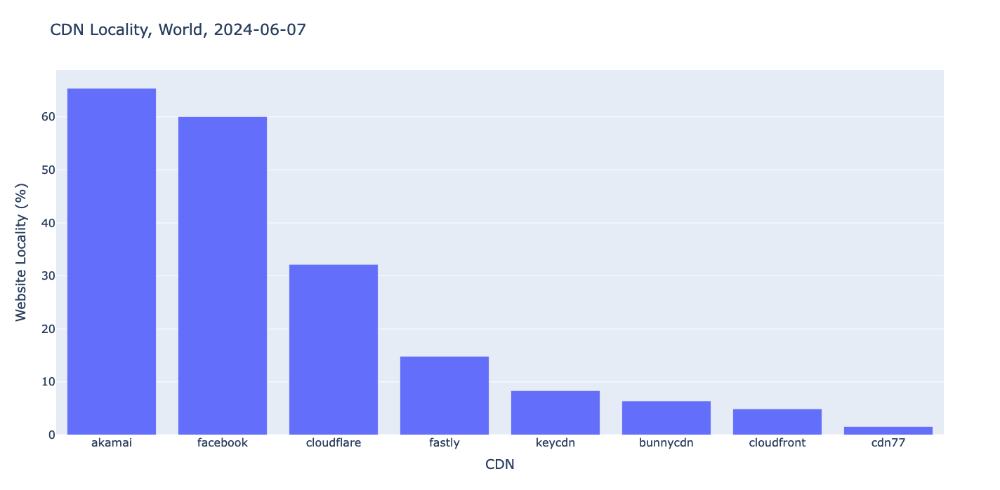 CDN Locality, World, 2024-06-07
Website Locality (%)
60
50
40
30
20
10
0
akamai facebook cloudflare fastly keycdn bunnycdn cloudfront cdn77
CDN